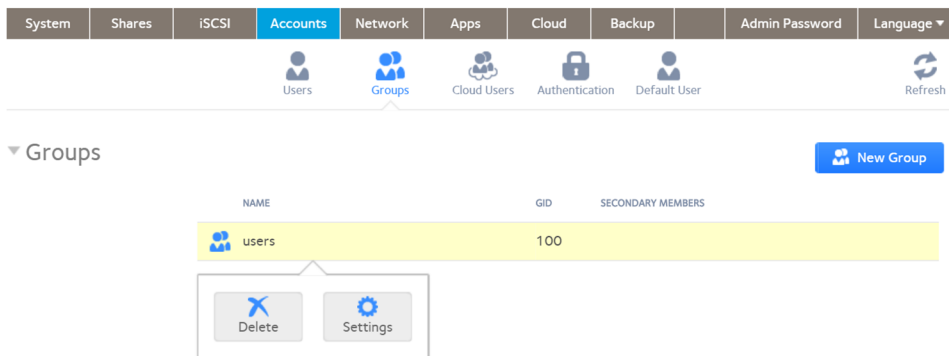 System Shares iSCSI Accounts Network Apps Cloud Backup Admin Password Language
Users Groups Cloud Users Authentication Default User Refresh
Groups
New Group
NAME GID SECONDARY MEMBERS
users 100
Delete Settings